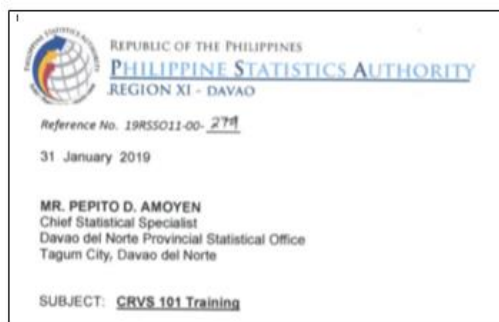 REPUBLIC OF THE PHILIPPINES
PHILIPPINE STATISTICS AUTHORITY
REGION XI - DAVAO
Reference No. 19RSSO11-00-
31 January 2019
MR. PEPITO D. AMOYEN
Chief Statistical Specialist
Davao del Norte Provincial Statistical Office
Tagum City, Davao del Norte
SUBJECT: CRVS 101 Training